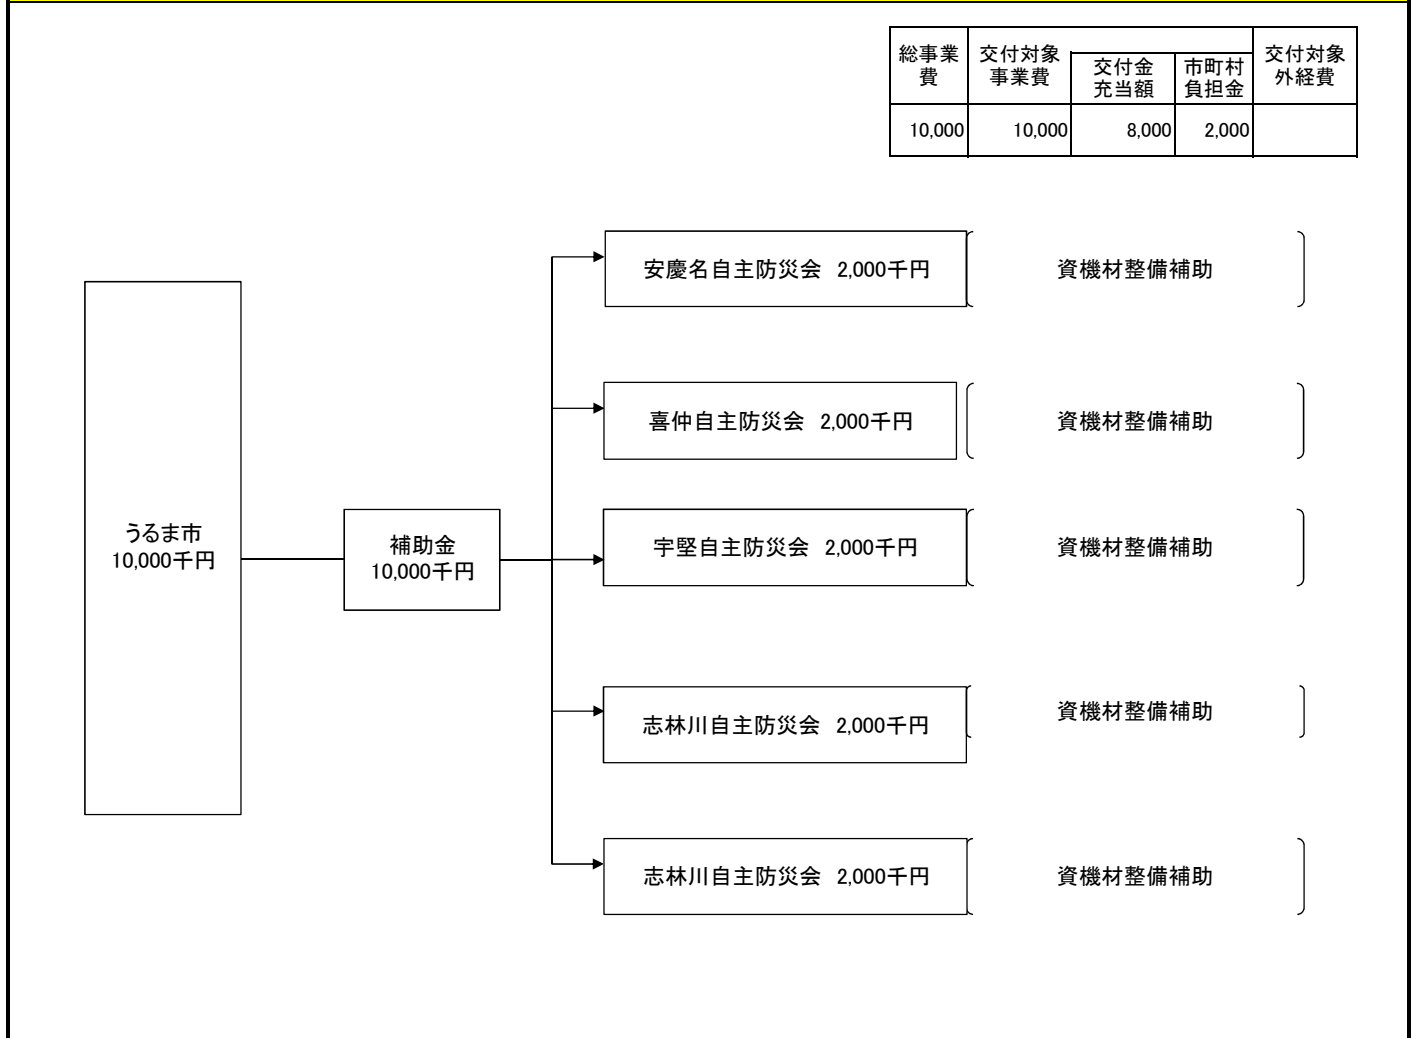 総事業
費
交付対象
事業費
交付金
充当額
市町村
負担金
交付対象
外経費
10,000
10,000
8,000
2,000
安慶名自主防災会 2,000千円
資機材整備補助
喜仲自主防災会 2,000千円
資機材整備補助
うるま市
10,000千円
補助金
10,000千円
宇堅自主防災会 2,000千円
資機材整備補助
志林川自主防災会 2,000千円
資機材整備補助
志林川自主防災会 2,000千円
資機材整備補助